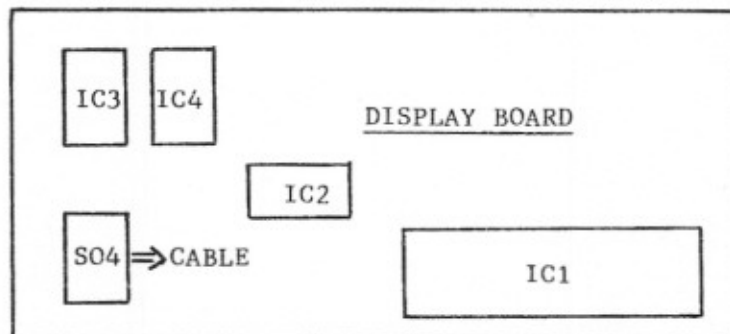 IC3 IC4
DISPLAY BOARD
IC2
SO4 ⇒ CABLE
IC1